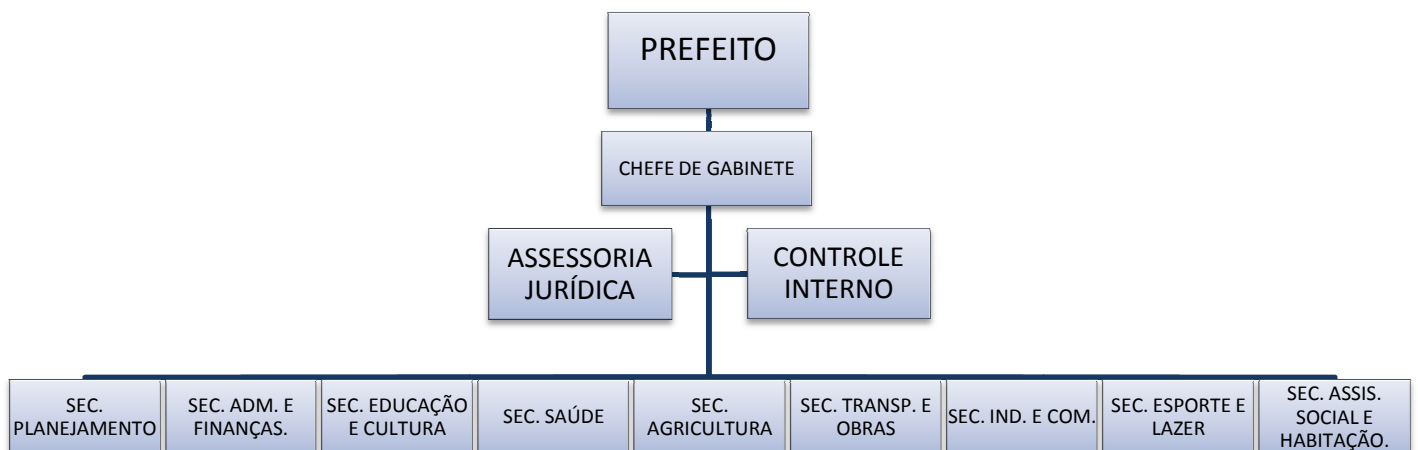 PREFEITO
CHEFE DE GABINETE
ASSESSORIA
JURÍDICA
CONTROLE
INTERNO
SEC.
PLANEJAMENTO
SEC. ADM. E
FINANÇAS.
SEC. EDUCAÇÃO
E CULTURA
SEC. SAÚDE
SEC.
AGRICULTURA
SEC. TRANSP. E
OBRAS
SEC. IND. E COM.
SEC. ESPORTE E
LAZER
SEC. ASSIS.
SOCIAL E
HABITAÇÃO.